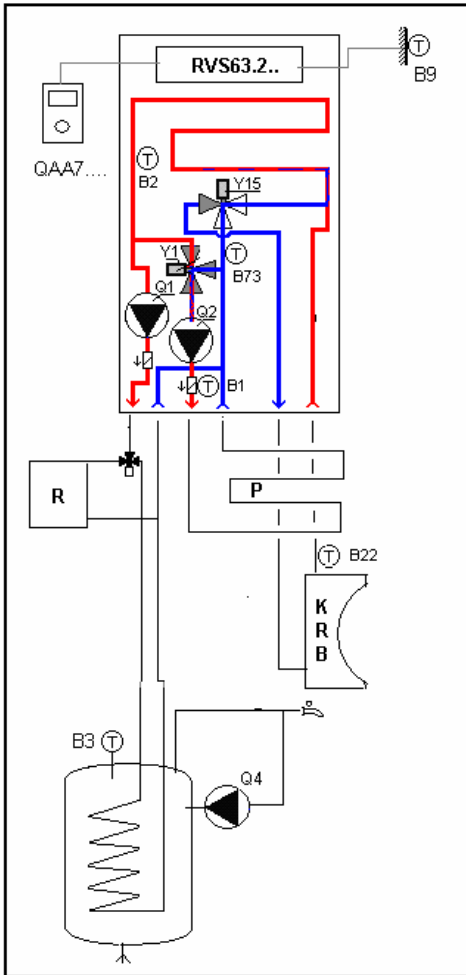 RVS63.2..
T
B9
QAA7....
T
B2
Y15
Y1
T
B73
Q1
Q2
T
B1
R
P
T
B22
K
R
B
B3
T
Q4